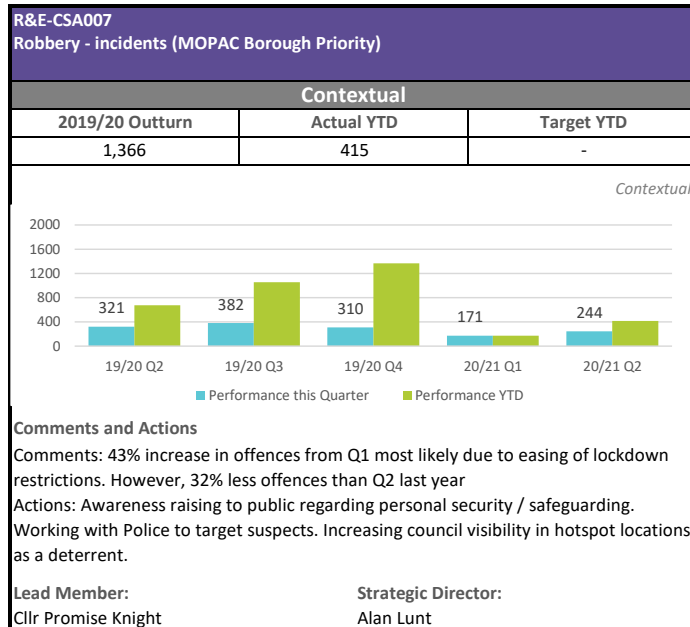 R&E-CSA007
Robbery - incidents (MOPAC Borough Priority)
Contextual
2019/20 Outturn Actual YTD Target YTD
1,366 415 -
Contextual
2000
1600
1200
800
400
0
321 382 310 171 244
19/20 Q2 19/20 Q3 19/20 Q4 20/21 Q1 20/21 Q2
Performance this Quarter Performance YTD
Comments and Actions
Comments: 43% increase in offences from Q1 most likely due to easing of lockdown
restrictions. However, 32% less offences than Q2 last year
Actions: Awareness raising to public regarding personal security / safeguarding.
Working with Police to target suspects. Increasing council visibility in hotspot locations
as a deterrent.
Lead Member: Strategic Director:
Cllr Promise Knight Alan Lunt